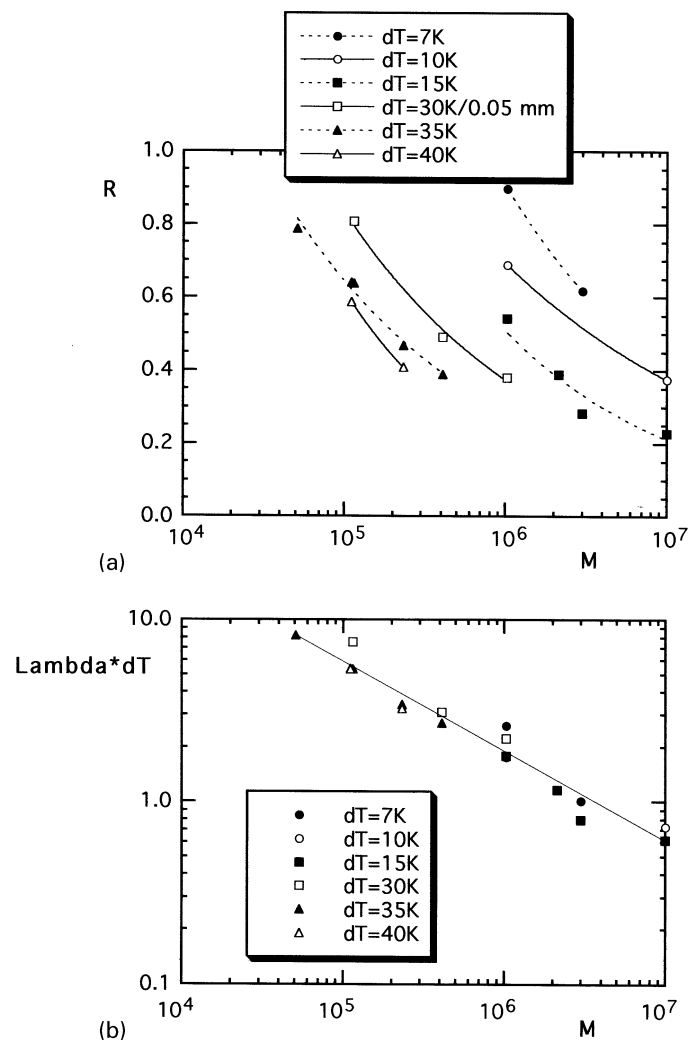 dT=7K
dT=10K
dT=15K
dT=30K/0.05 mm
dT=35K
dT=40K
1.0
R
0.8
0.6
0.4
0.2
0.0
10^4 10^5 10^6 10^7
(a) M
10.0
Lambda*dT
1.0
dT=7K
dT=10K
dT=15K
dT=30K
dT=35K
dT=40K
0.1
10^4 10^5 10^6 10^7
(b) M